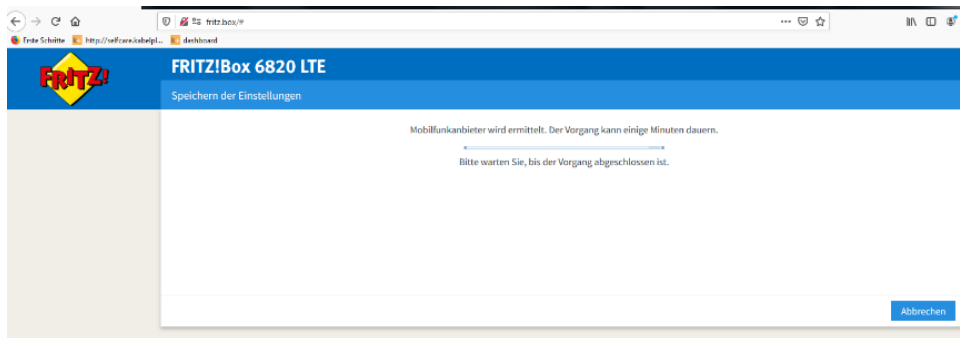 fritz.box/#
Erste Schritte http://selfcare.kabelpl... dashboard
FRITZ!
FRITZ!Box 6820 LTE
Speichern der Einstellungen
Mobilfunkanbieter wird ermittelt. Der Vorgang kann einige Minuten dauern.
Bitte warten Sie, bis der Vorgang abgeschlossen ist.
Abbrechen